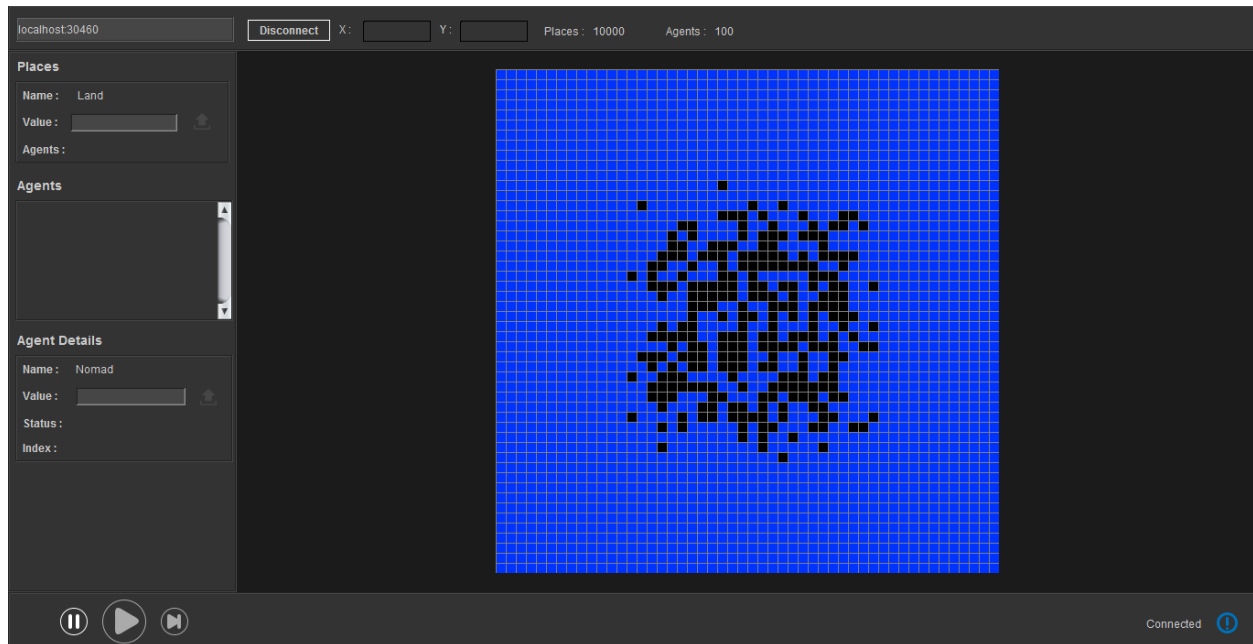 localhost:30460 Disconnect X: Y: Places : 10000 Agents : 100
Places
Name : Land
Value :
Agents :
Agents
Agent Details
Name : Nomad
Value :
Status :
Index :
Connected